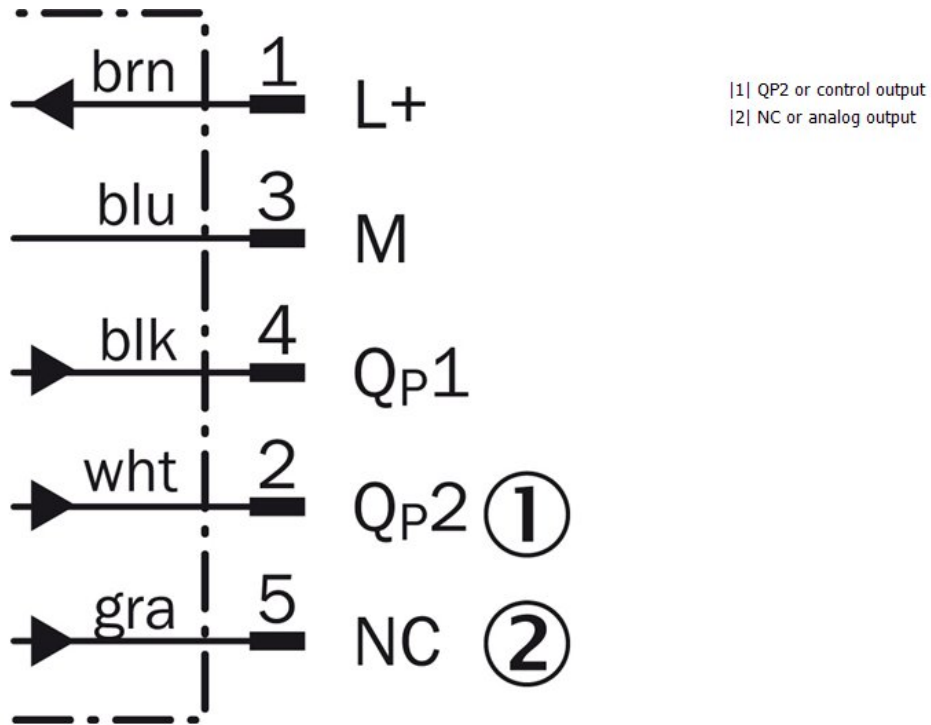 brn 1 L+
|1| QP2 or control output
|2| NC or analog output
blu 3 M
blk 4 QP1
wht 2 QP2 ①
gra 5 NC ②